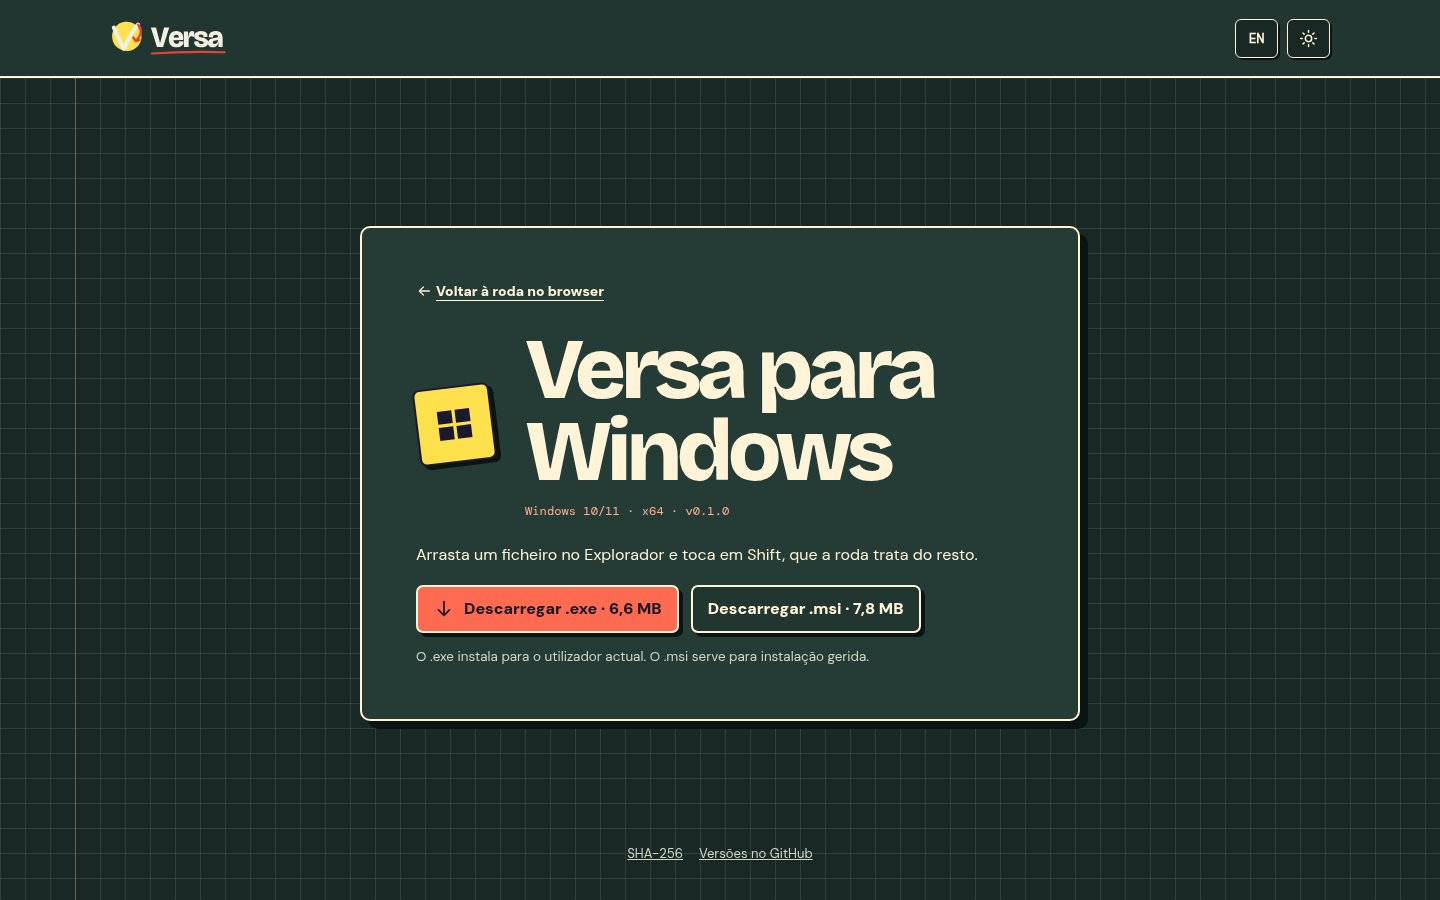 Versa
EN
Voltar à roda no browser
Versa para
Windows
Windows 10/11 · x64 · v0.1.0
Arrasta um ficheiro no Explorador e toca em Shift, que a roda trata do resto.
Descarregar .exe · 6,6 MB
Descarregar .msi · 7,8 MB
O .exe instala para o utilizador actual. O .msi serve para instalação gerida.
SHA-256
Versões no GitHub